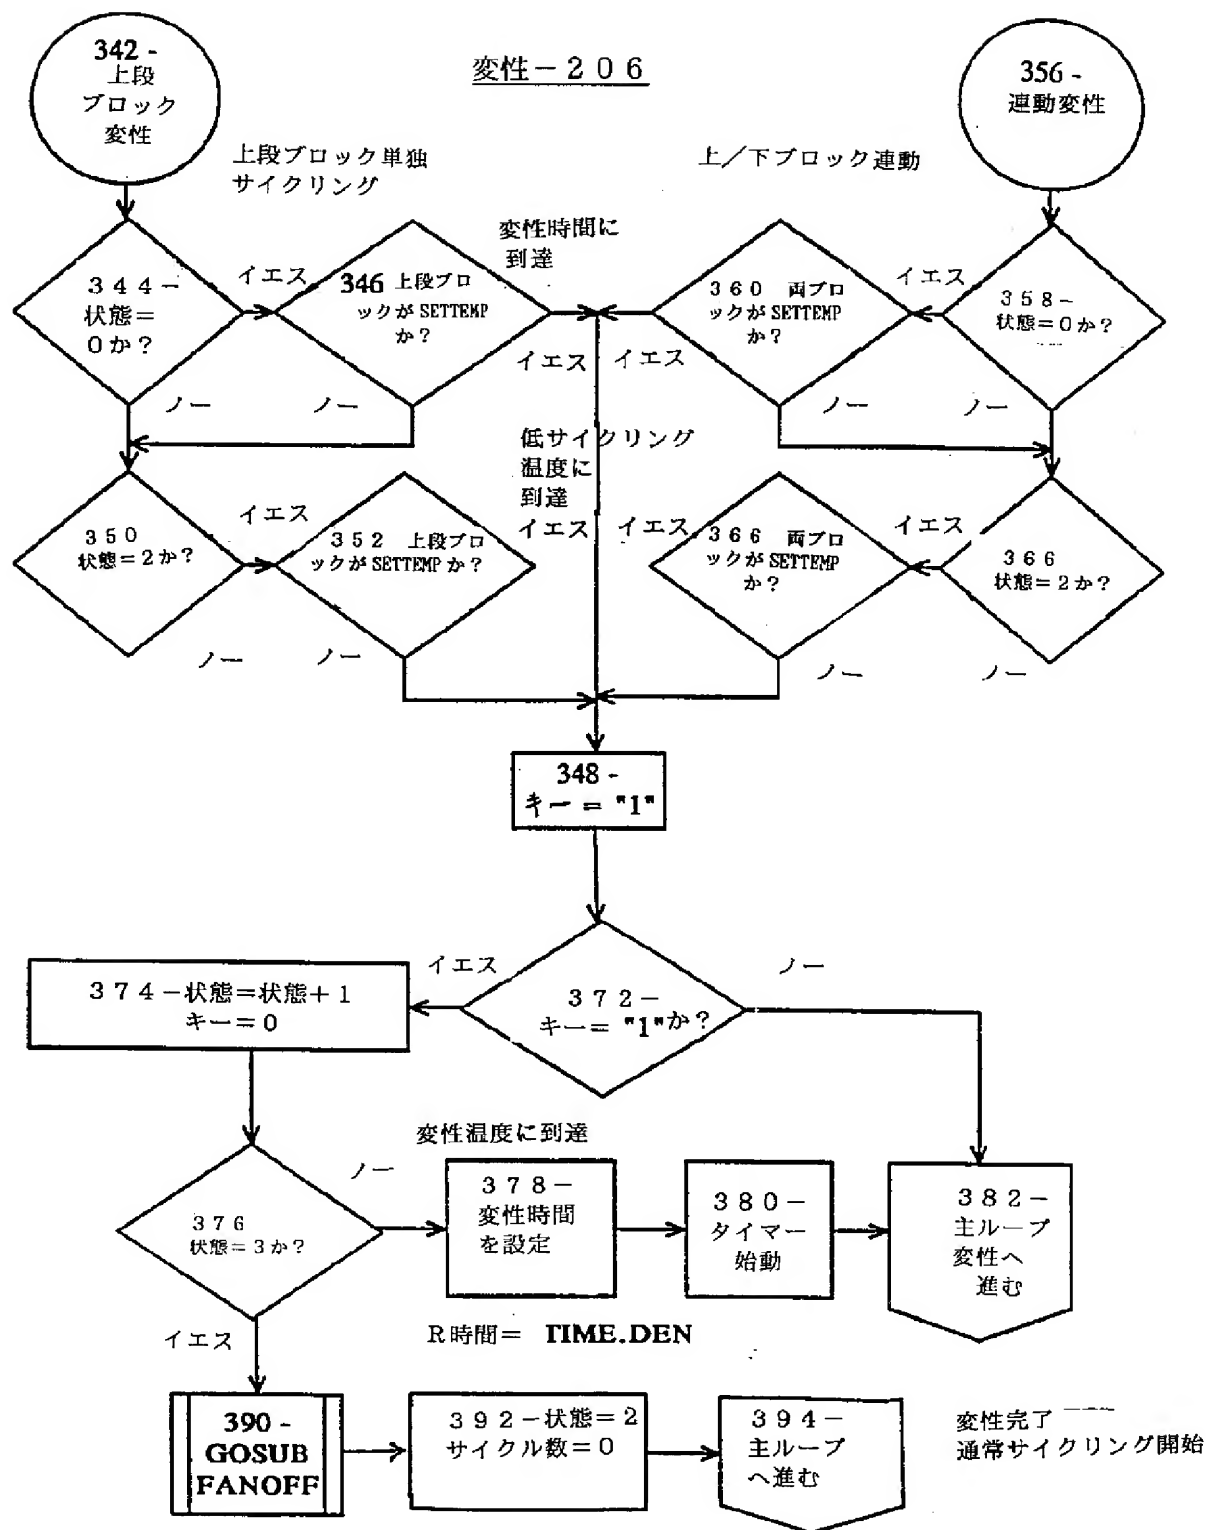 変性－２０６
342 -
上段
ブロック
変性
356 -
連動変性
上段ブロック単独
サイクリング
上／下ブロック連動
３４４－
状態＝
０か？
イエス
346 上段ブロ
ックが SETTEMP
か？
変性時間に
到達
３６０ 両ブロ
ックが SETTEMP
か？
イエス
３５８－
状態＝０か？
イエス
イエス
ノー
ノー
ノー
ノー
低サイクリング
温度に
到達
３５０
状態＝２か？
イエス
３５２ 上段ブロ
ックが SETTEMP か？
イエス
イエス
３６６ 両ブロ
ックが SETTEMP
か？
イエス
３６６
状態＝２か？
ノー
ノー
ノー
ノー
348 -
キー＝ "1"
イエス
ノー
３７４－状態＝状態＋１
キー＝０
３７２－
キー＝ "1"か？
変性温度に到達
３７６
状態＝３か？
ノー
３７８－
変性時間
を設定
３８０－
タイマー
始動
３８２－
主ループ
変性へ
進む
イエス
Ｒ時間＝ TIME.DEN
390 -
GOSUB
FANOFF
３９２－状態＝２
サイクル数＝０
３９４－
主ループ
へ進む
変性完了
通常サイクリング開始